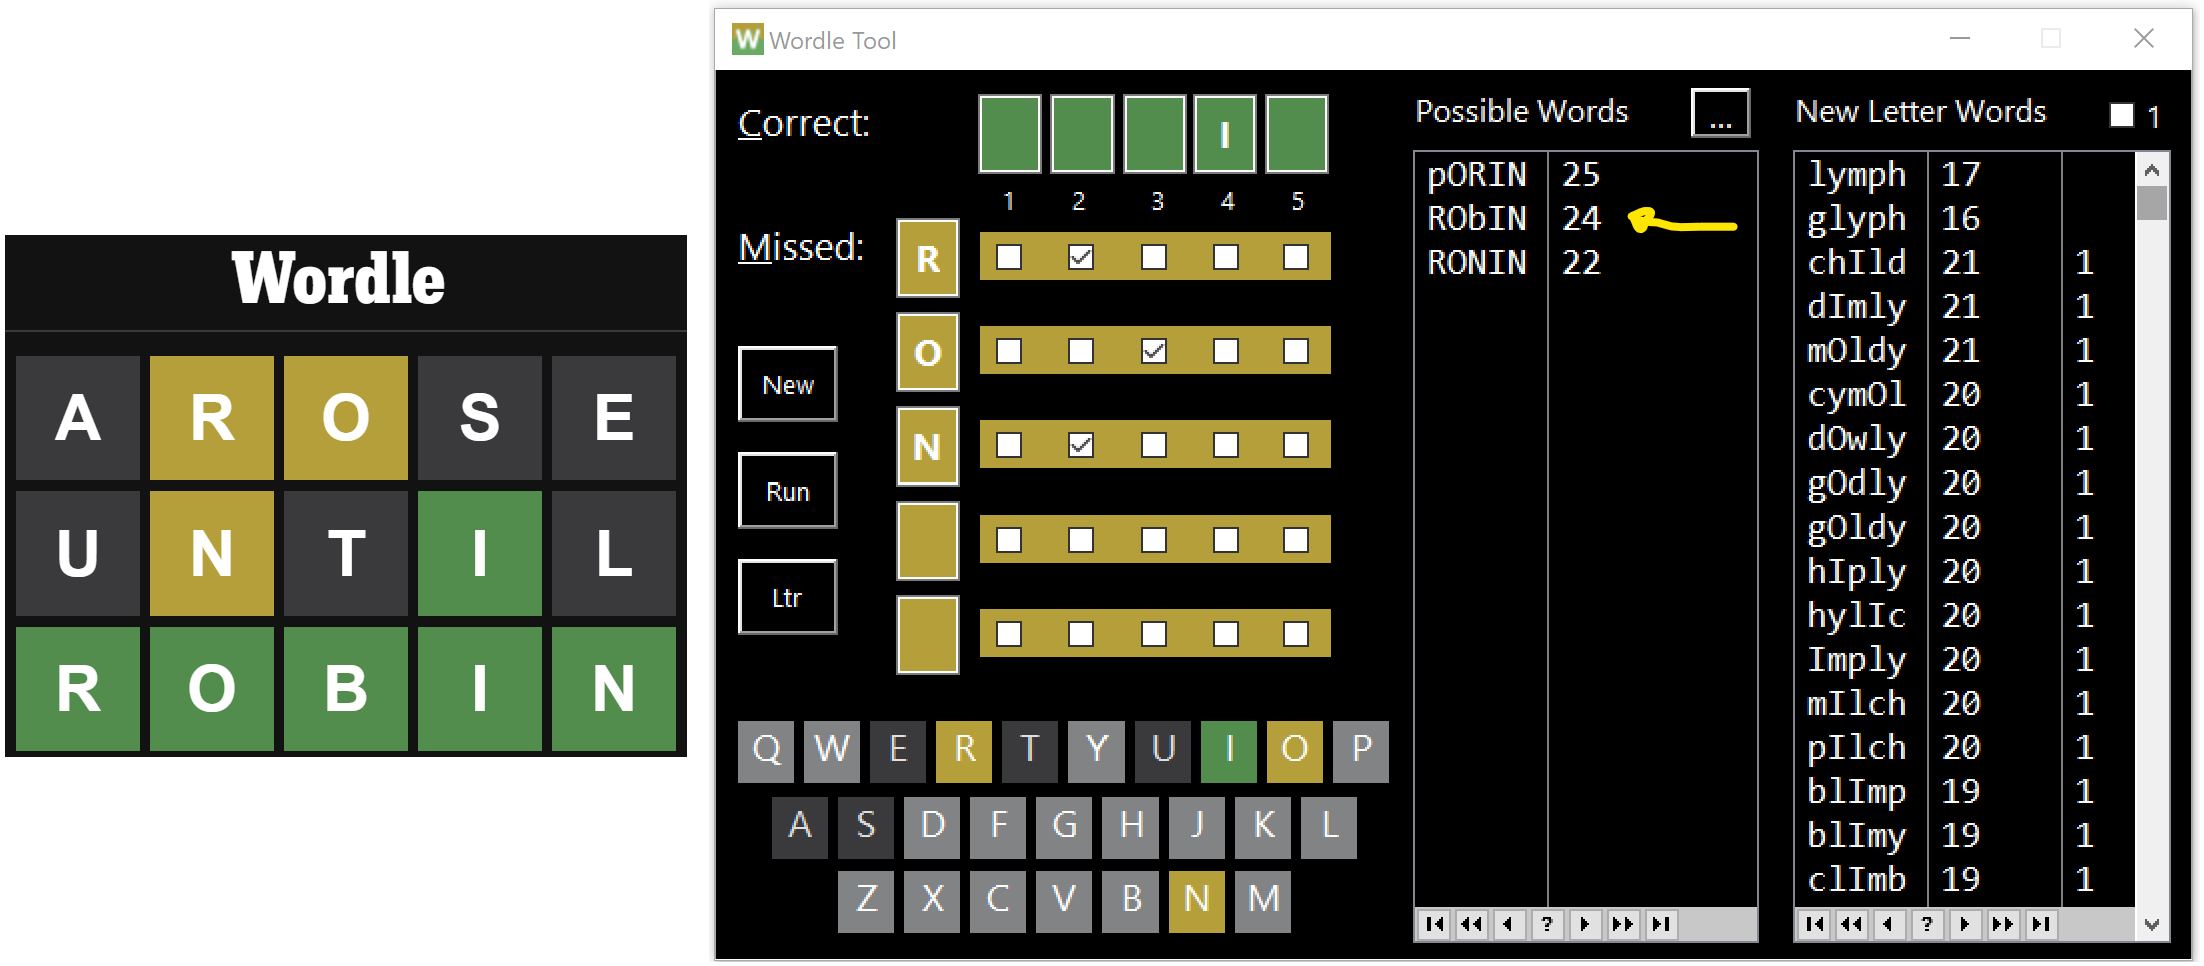 Wordle
A R O S E
U N T I L
R O B I N
W Wordle Tool
Correct:
I
1 2 3 4 5
Missed:
R
O
N
New
Run
Ltr
Q W E R T Y U I O P
A S D F G H J K L
Z X C V B N M
Possible Words ...
pORIN 25
RObIN 24
RONIN 22
?
New Letter Words 1
lymph 17
glyph 16
chIld 21 1
dImly 21 1
mOldy 21 1
cymOl 20 1
dOwly 20 1
gOdly 20 1
gOldy 20 1
hIply 20 1
hylIc 20 1
Imply 20 1
mIlch 20 1
pIlch 20 1
blImp 19 1
blImy 19 1
clImb 19 1
?